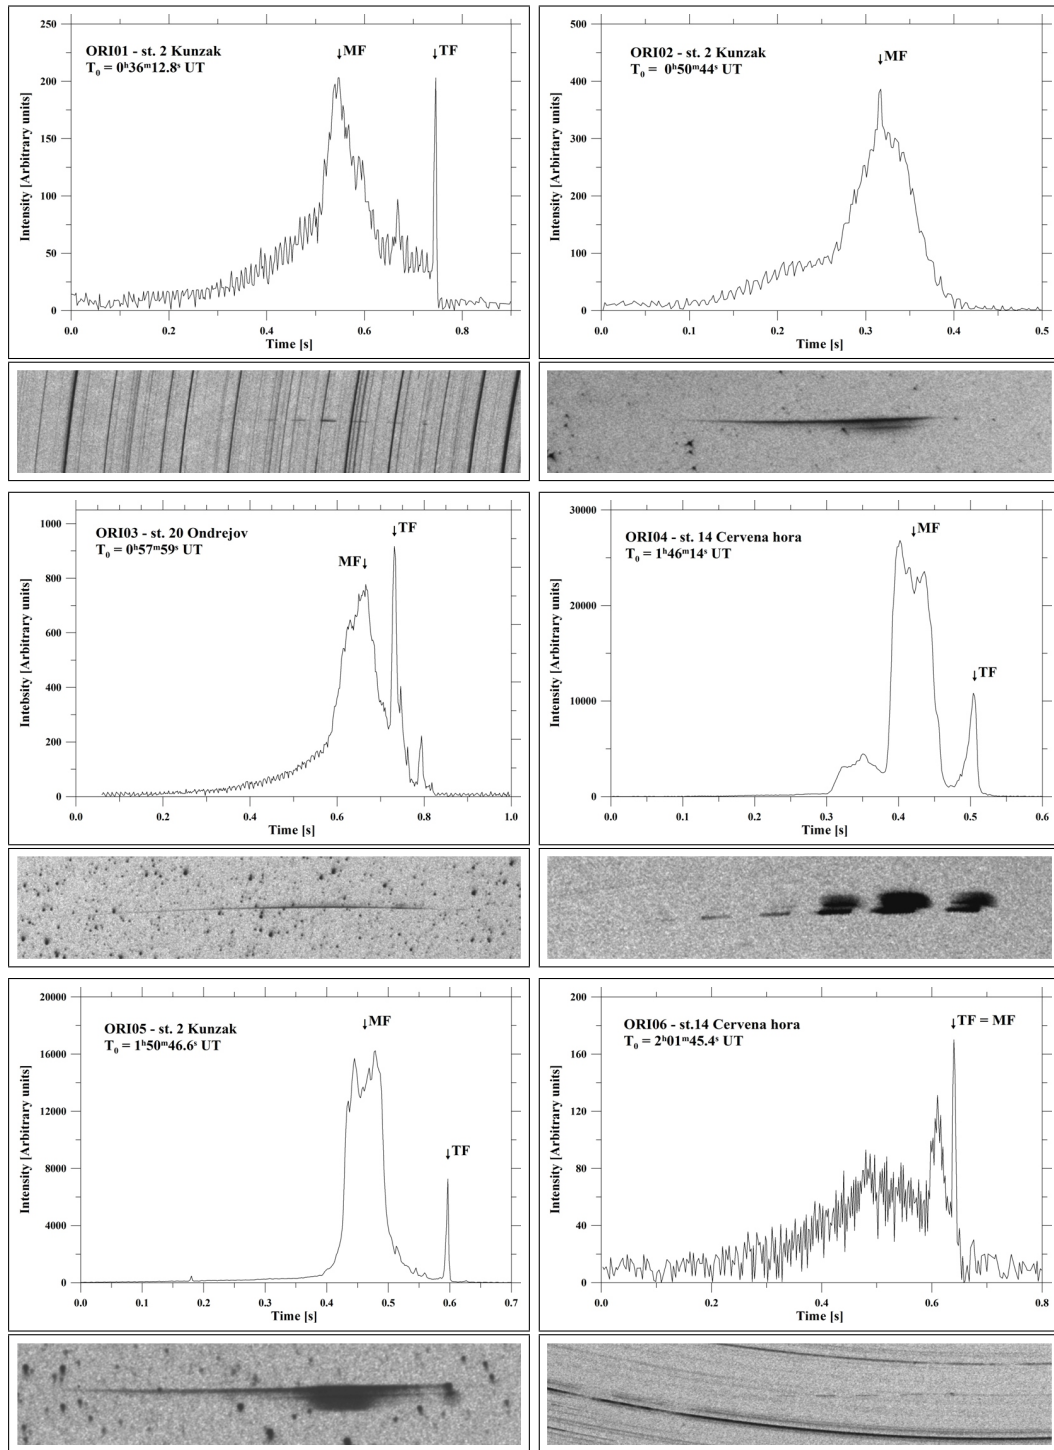 250
200
150
100
50
0
Intensity [Arbitrary units]
ORI01 - st. 2 Kunzak
T0 = 0h36m12.8s UT
↓MF
↓TF
0.0 0.2 0.4 0.6 0.8
Time [s]
500
400
300
200
100
0
Intensity [Arbirtary units]
ORI02 - st. 2 Kunzak
T0 = 0h50m44s UT
↓MF
0.0 0.1 0.2 0.3 0.4 0.5
Time [s]
1000
800
600
400
200
0
Intebsity [Arbitrary units]
ORI03 - st. 20 Ondrejov
T0 = 0h57m59s UT
MF↓
↓TF
0.0 0.2 0.4 0.6 0.8 1.0
Time [s]
30000
20000
10000
0
Intensity [Arbitrary units]
ORI04 - st. 14 Cervena hora
T0 = 1h46m14s UT
↓MF
↓TF
0.0 0.1 0.2 0.3 0.4 0.5 0.6
Time [s]
20000
16000
12000
8000
4000
0
Intensity [Arbitrary units]
ORI05 - st. 2 Kunzak
T0 = 1h50m46.6s UT
↓MF
↓TF
0.0 0.1 0.2 0.3 0.4 0.5 0.6 0.7
Time [s]
200
160
120
80
40
0
Intensity [Arbitrary units]
ORI06 - st.14 Cervena hora
T0 = 2h01m45.4s UT
↓TF = MF
0.0 0.2 0.4 0.6 0.8
Time [s]